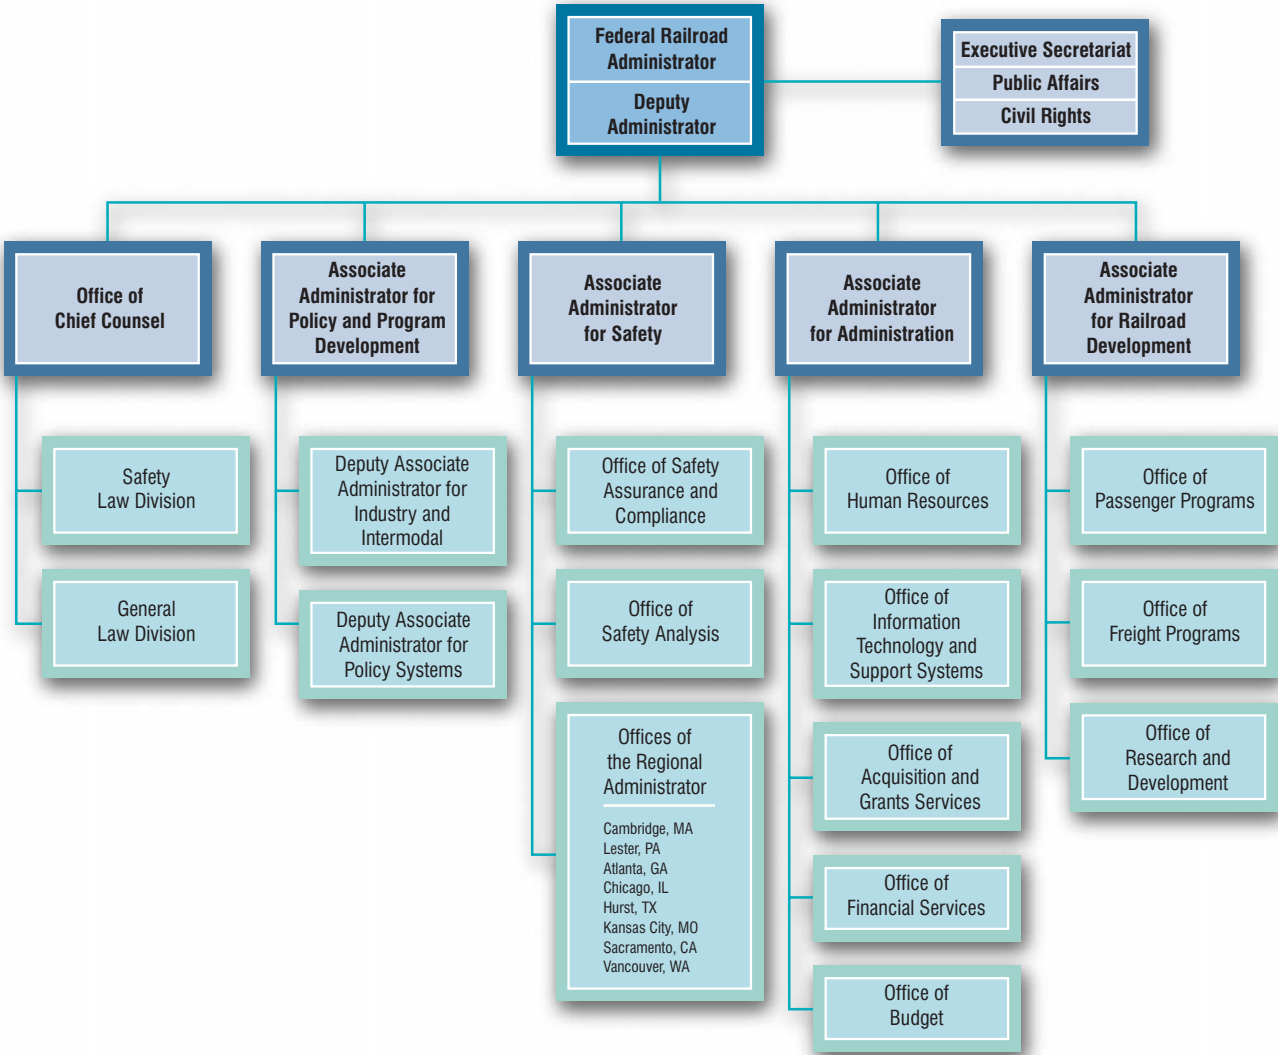 Federal Railroad
Administrator
Deputy
Administrator
Executive Secretariat
Public Affairs
Civil Rights
Office of
Chief Counsel
Associate
Administrator for
Policy and Program
Development
Associate
Administrator
for Safety
Associate
Administrator
for Administration
Associate
Administrator
for Railroad
Development
Safety
Law Division
General
Law Division
Deputy Associate
Administrator for
Industry and
Intermodal
Deputy Associate
Administrator for
Policy Systems
Office of Safety
Assurance and
Compliance
Office of
Safety Analysis
Offices of
the Regional
Administrator
Cambridge, MA
Lester, PA
Atlanta, GA
Chicago, IL
Hurst, TX
Kansas City, MO
Sacramento, CA
Vancouver, WA
Office of
Human Resources
Office of
Information
Technology and
Support Systems
Office of
Acquisition and
Grants Services
Office of
Financial Services
Office of
Budget
Office of
Passenger Programs
Office of
Freight Programs
Office of
Research and
Development